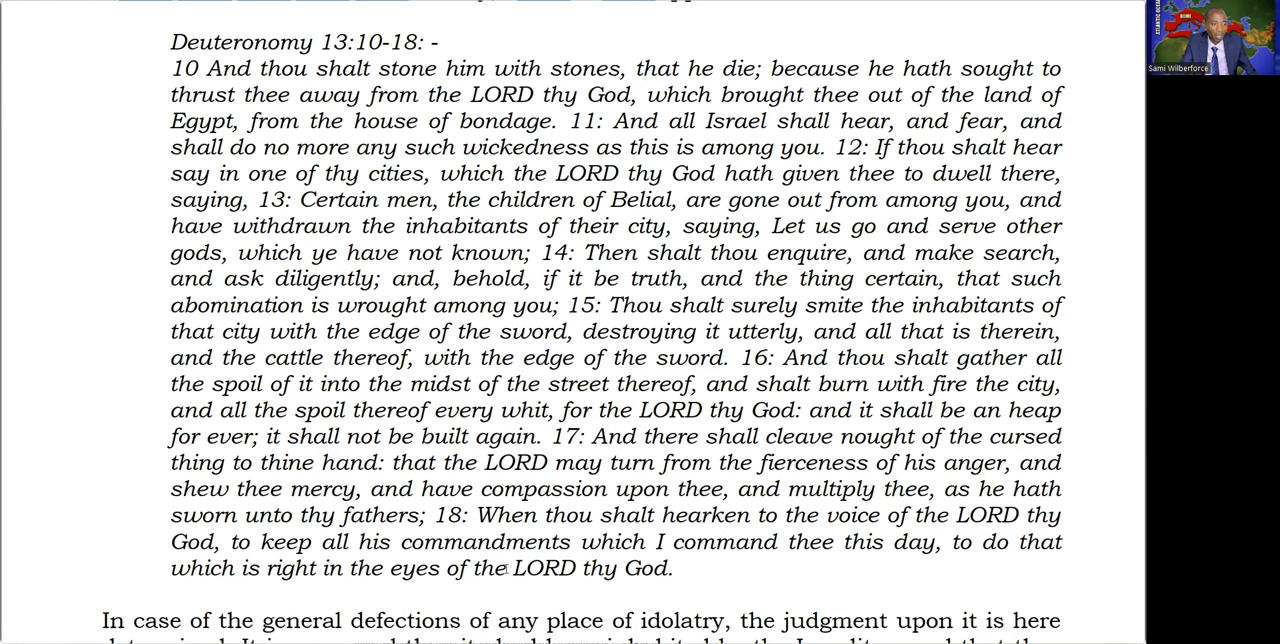 Deuteronomy 13:10-18: -
10 And thou shalt stone him with stones, that he die; because he hath sought to
thrust thee away from the LORD thy God, which brought thee out of the land of
Egypt, from the house of bondage. 11: And all Israel shall hear, and fear, and
shall do no more any such wickedness as this is among you. 12: If thou shalt hear
say in one of thy cities, which the LORD thy God hath given thee to dwell there,
saying, 13: Certain men, the children of Belial, are gone out from among you, and
have withdrawn the inhabitants of their city, saying, Let us go and serve other
gods, which ye have not known; 14: Then shalt thou enquire, and make search,
and ask diligently; and, behold, if it be truth, and the thing certain, that such
abomination is wrought among you; 15: Thou shalt surely smite the inhabitants of
that city with the edge of the sword, destroying it utterly, and all that is therein,
and the cattle thereof, with the edge of the sword. 16: And thou shalt gather all
the spoil of it into the midst of the street thereof, and shalt burn with fire the city,
and all the spoil thereof every whit, for the LORD thy God: and it shall be an heap
for ever; it shall not be built again. 17: And there shall cleave nought of the cursed
thing to thine hand: that the LORD may turn from the fierceness of his anger, and
shew thee mercy, and have compassion upon thee, and multiply thee, as he hath
sworn unto thy fathers; 18: When thou shalt hearken to the voice of the LORD thy
God, to keep all his commandments which I command thee this day, to do that
which is right in the eyes of the LORD thy God.
In case of the general defections of any place of idolatry, the judgment upon it is here
ATLANTIC OCEAN
ROME
Sami Wilberforce